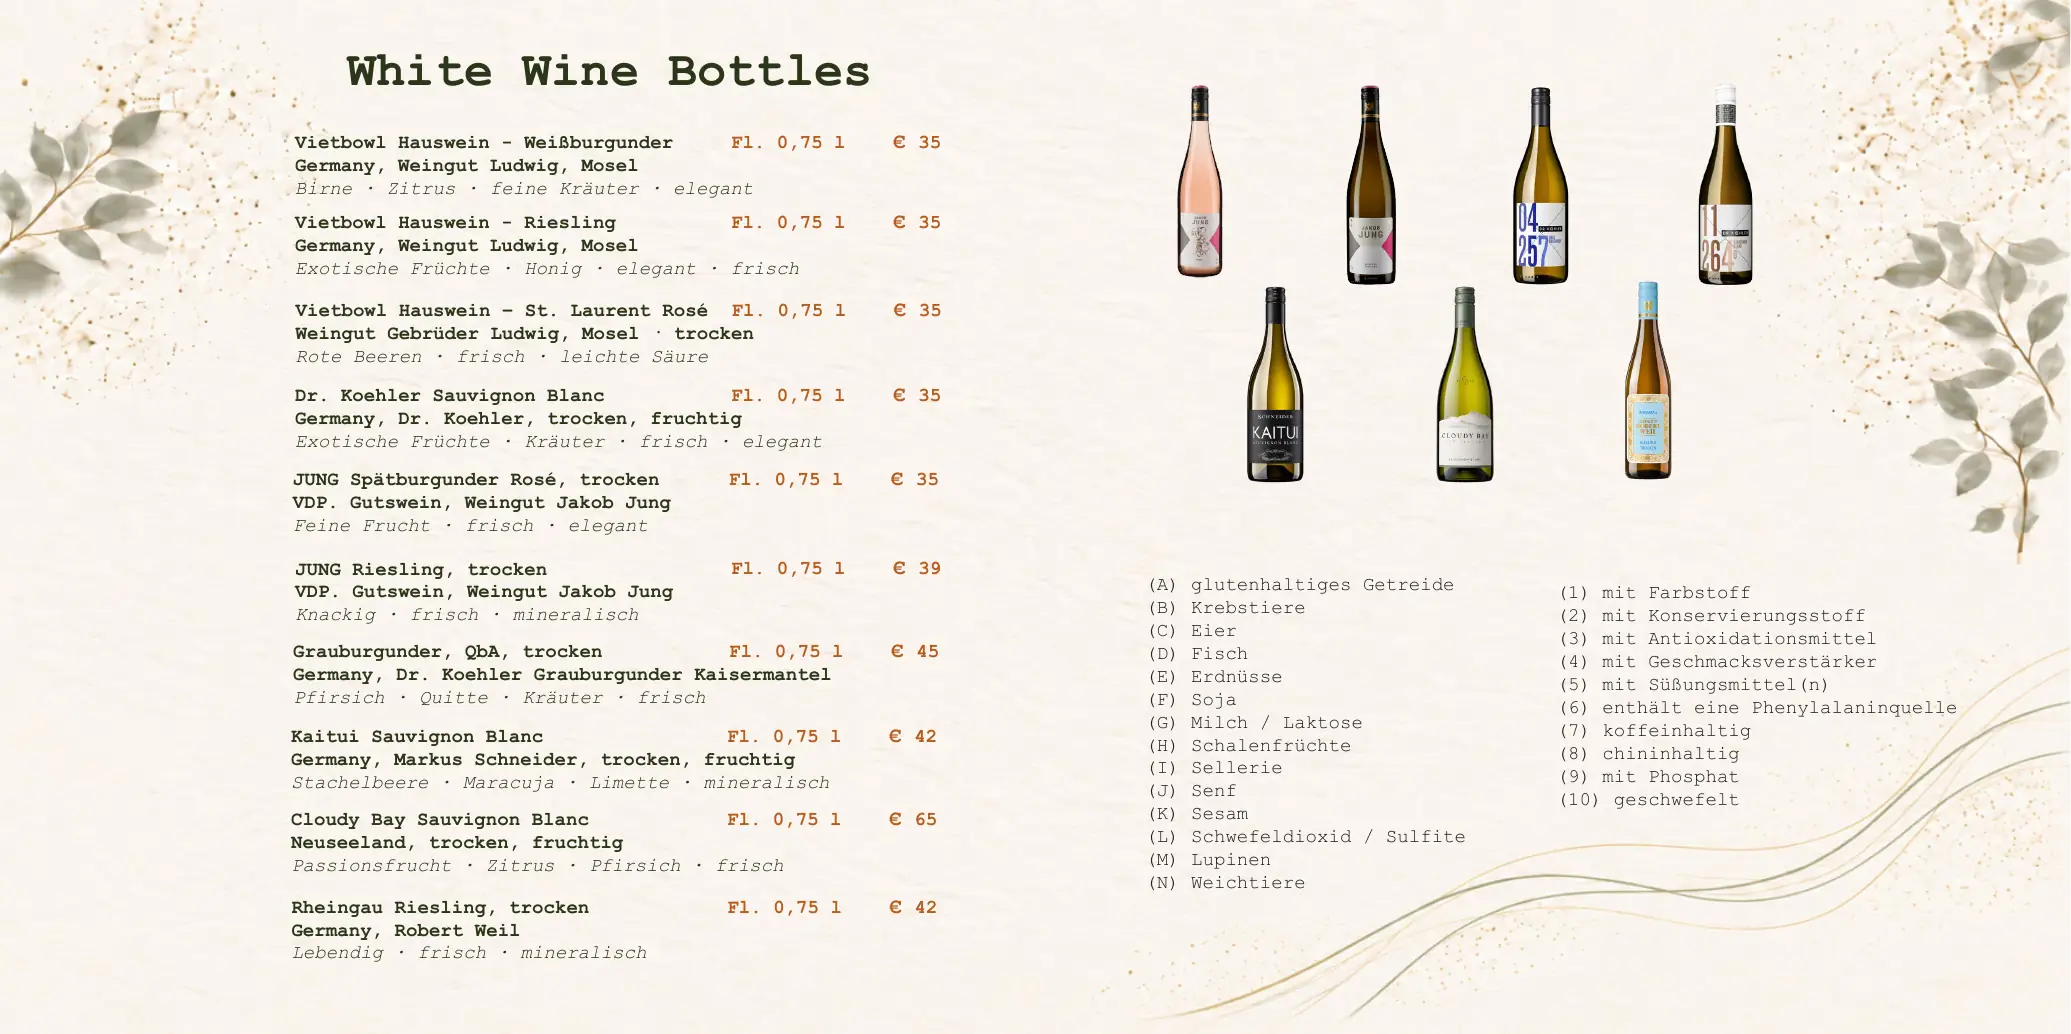 White Wine Bottles
Vietbowl Hauswein - Weißburgunder Fl. 0,75 l € 35
Germany, Weingut Ludwig, Mosel
Birne · Zitrus · feine Kräuter · elegant
Vietbowl Hauswein - Riesling Fl. 0,75 l € 35
Germany, Weingut Ludwig, Mosel
Exotische Früchte · Honig · elegant · frisch
Vietbowl Hauswein – St. Laurent Rosé Fl. 0,75 l € 35
Weingut Gebrüder Ludwig, Mosel · trocken
Rote Beeren · frisch · leichte Säure
Dr. Koehler Sauvignon Blanc Fl. 0,75 l € 35
Germany, Dr. Koehler, trocken, fruchtig
Exotische Früchte · Kräuter · frisch · elegant
JUNG Spätburgunder Rosé, trocken Fl. 0,75 l € 35
VDP. Gutswein, Weingut Jakob Jung
Feine Frucht · frisch · elegant
JUNG Riesling, trocken Fl. 0,75 l € 39
VDP. Gutswein, Weingut Jakob Jung
Knackig · frisch · mineralisch
Grauburgunder, QbA, trocken Fl. 0,75 l € 45
Germany, Dr. Koehler Grauburgunder Kaisermantel
Pfirsich · Quitte · Kräuter · frisch
Kaitui Sauvignon Blanc Fl. 0,75 l € 42
Germany, Markus Schneider, trocken, fruchtig
Stachelbeere · Maracuja · Limette · mineralisch
Cloudy Bay Sauvignon Blanc Fl. 0,75 l € 65
Neuseeland, trocken, fruchtig
Passionsfrucht · Zitrus · Pfirsich · frisch
Rheingau Riesling, trocken Fl. 0,75 l € 42
Germany, Robert Weil
Lebendig · frisch · mineralisch
JAKOB
JUNG
JAKOB
JUNG
04
DR. KÖHLER
257
11
DR. KÖHLER
264
SCHNEIDER
KAITUI
SAUVIGNON BLANC
CLOUDY BAY
ROBERT
WEIL
(A) glutenhaltiges Getreide
(B) Krebstiere
(C) Eier
(D) Fisch
(E) Erdnüsse
(F) Soja
(G) Milch / Laktose
(H) Schalenfrüchte
(I) Sellerie
(J) Senf
(K) Sesam
(L) Schwefeldioxid / Sulfite
(M) Lupinen
(N) Weichtiere
(1) mit Farbstoff
(2) mit Konservierungsstoff
(3) mit Antioxidationsmittel
(4) mit Geschmacksverstärker
(5) mit Süßungsmittel(n)
(6) enthält eine Phenylalaninquelle
(7) koffeinhaltig
(8) chininhaltig
(9) mit Phosphat
(10) geschwefelt